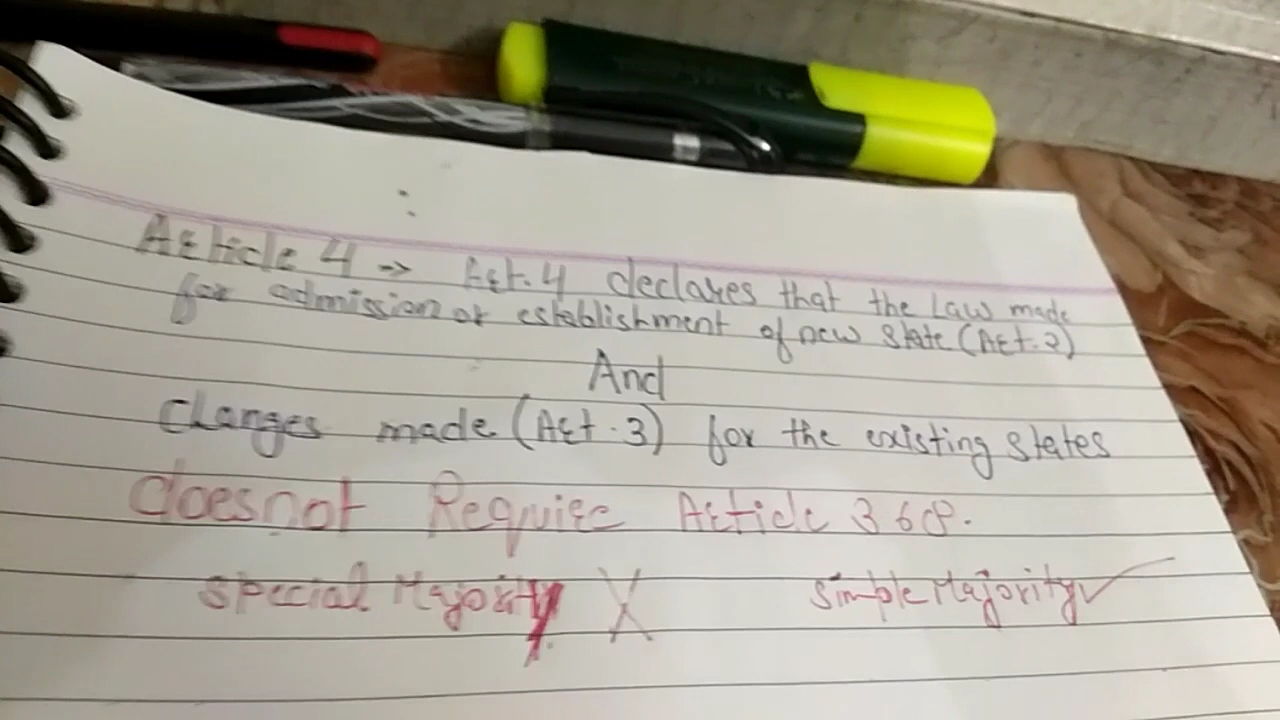 Article 4 → Art. 4 declares that the Law made
for admission or establishment of new State (Art. 2)
And
Changes made (Art. 3) for the existing states
doesnot Require Article 368.
Special Majority X Simple Majority ✓